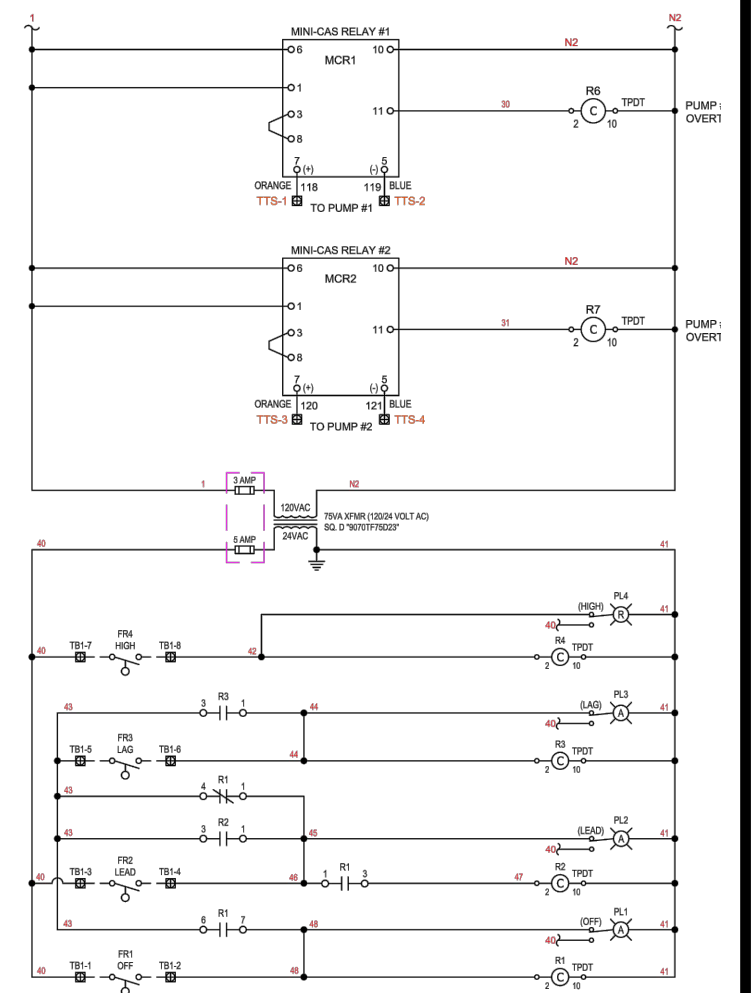 1 N2
MINI-CAS RELAY #1
6 10 N2
MCR1
1
R6
3 11 30 C TPDT PUMP
2 10 OVERT
8
7 (+) (-) 5
ORANGE 118 119 BLUE
TTS-1 TTS-2
TO PUMP #1
MINI-CAS RELAY #2
6 10 N2
MCR2
1
R7
3 11 31 C TPDT PUMP
2 10 OVERT
8
7 (+) (-) 5
ORANGE 120 121 BLUE
TTS-3 TTS-4
TO PUMP #2
1 3 AMP N2
120VAC
75VA XFMR (120/24 VOLT AC)
SQ. D "9070TF75D23"
24VAC
40 5 AMP 41
PL4
(HIGH) R 41
40
FR4
HIGH
40 TB1-7 TB1-8 42 R4 C TPDT 41
2 10
PL3
43 3 R3 1 44 (LAG) A 41
40
FR3
LAG
TB1-5 TB1-6 44 R3 C TPDT
2 10
43 4 R1 1
PL2
43 3 R2 1 45 (LEAD) A 41
40
FR2
LEAD
40 TB1-3 TB1-4 46 1 R1 3 47 R2 C TPDT
2 10
PL1
43 6 R1 7 48 (OFF) A 41
40
FR1
OFF
40 TB1-1 TB1-2 48 R1 C TPDT 41
2 10